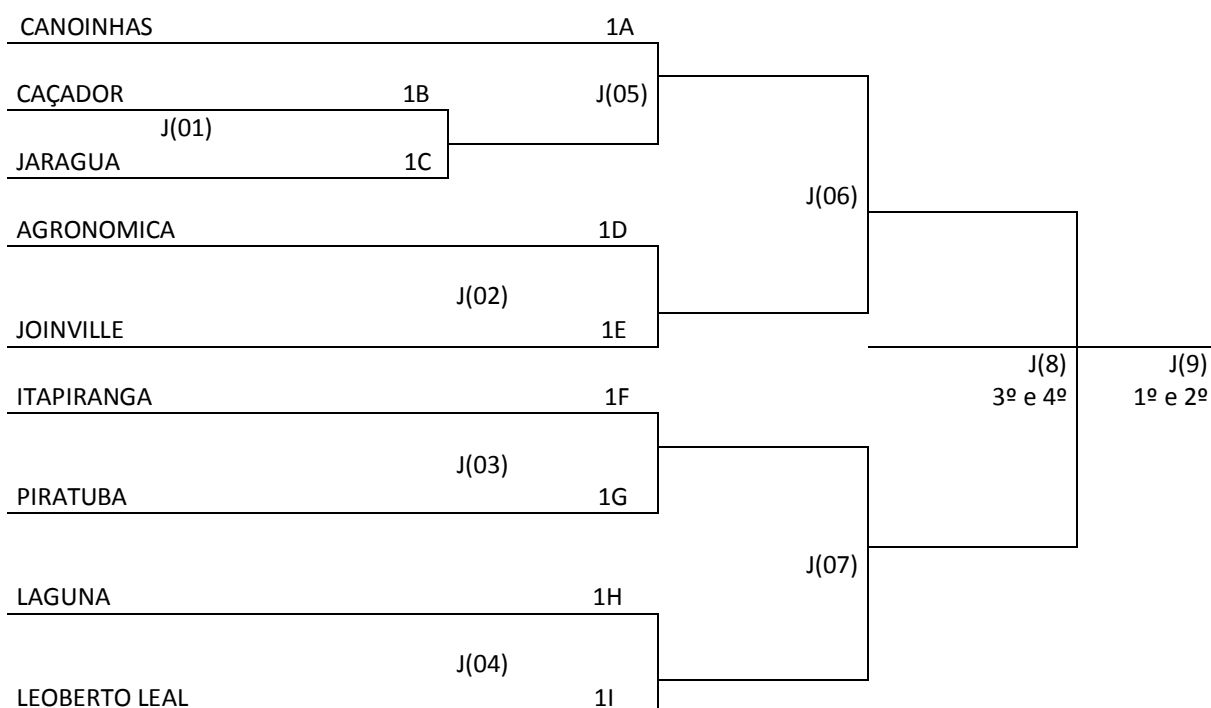 CANOINHAS 1A
CAÇADOR 1B J(05)
J(01)
JARAGUA 1C
J(06)
AGRONOMICA 1D
J(02)
JOINVILLE 1E
J(8) J(9)
ITAPIRANGA 1F 3º e 4º 1º e 2º
J(03)
PIRATUBA 1G
J(07)
LAGUNA 1H
J(04)
LEOBERTO LEAL 1I